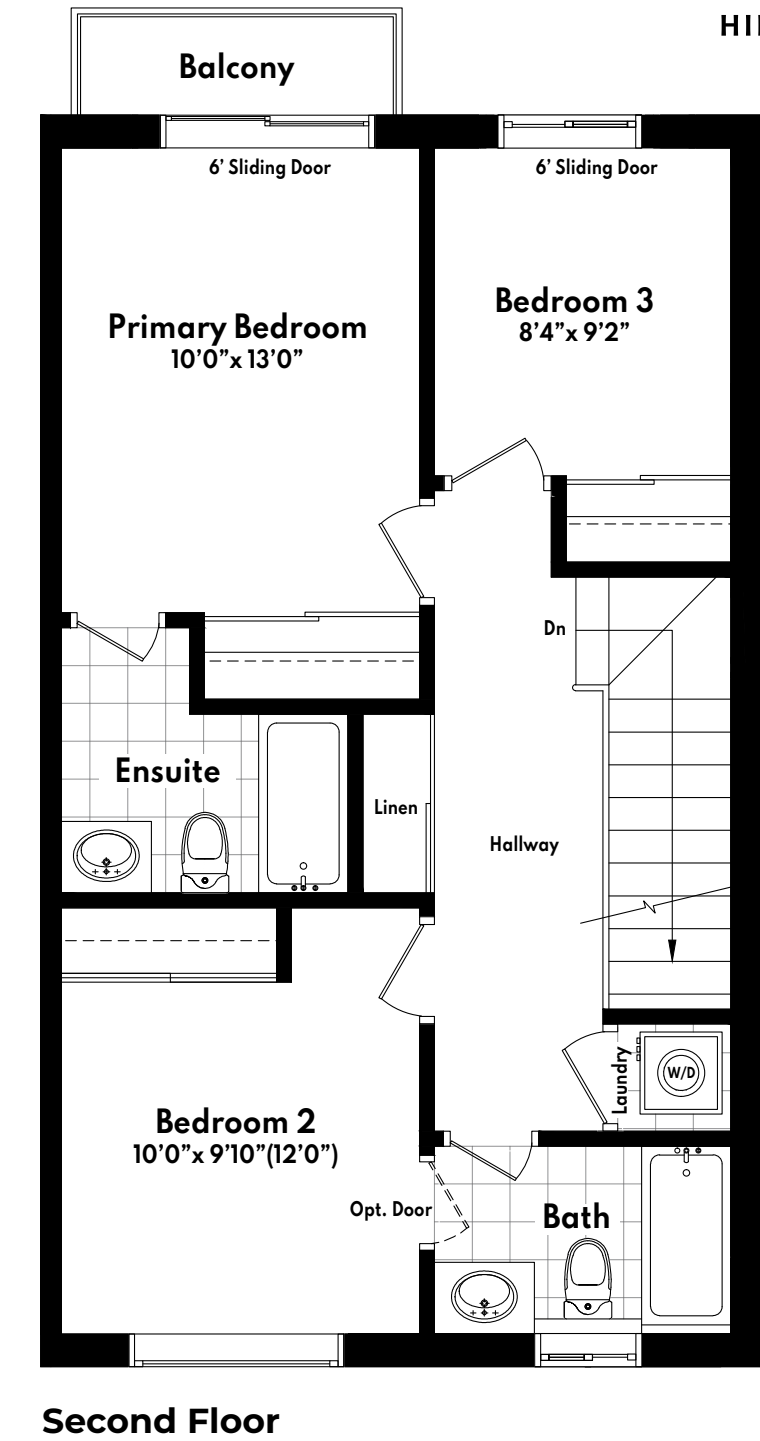 HI
Balcony
6’ Sliding Door
6’ Sliding Door
Primary Bedroom
10’0”x 13’0”
Bedroom 3
8’4”x 9’2”
Dn
Ensuite
Linen
Hallway
Laundry
W/D
Bedroom 2
10’0”x 9’10”(12’0”)
Opt. Door
Bath
Second Floor